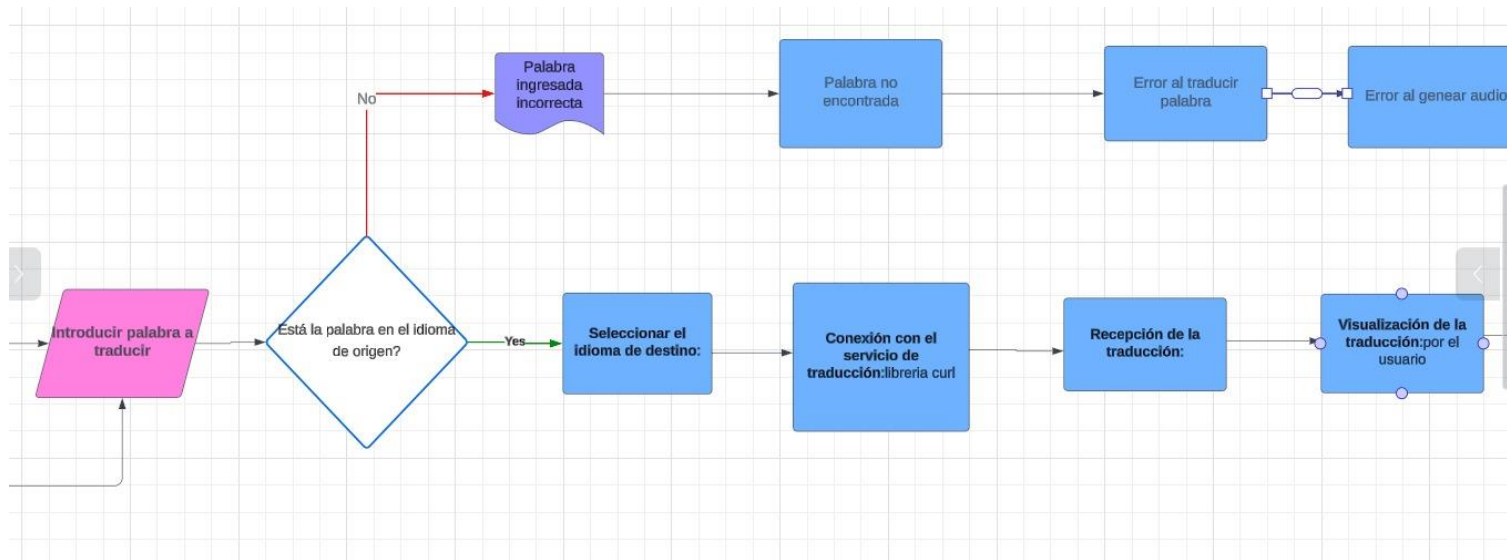 Palabra
ingresada
incorrecta
No
Palabra no
encontrada
Error al traducir
palabra
Error al genear audio
Introducir palabra a
traducir
Está la palabra en el idioma
de origen?
Yes
Seleccionar el
idioma de destino:
Conexión con el
servicio de
traducción:libreria curl
Recepción de la
traducción:
Visualización de la
traducción:por el
usuario